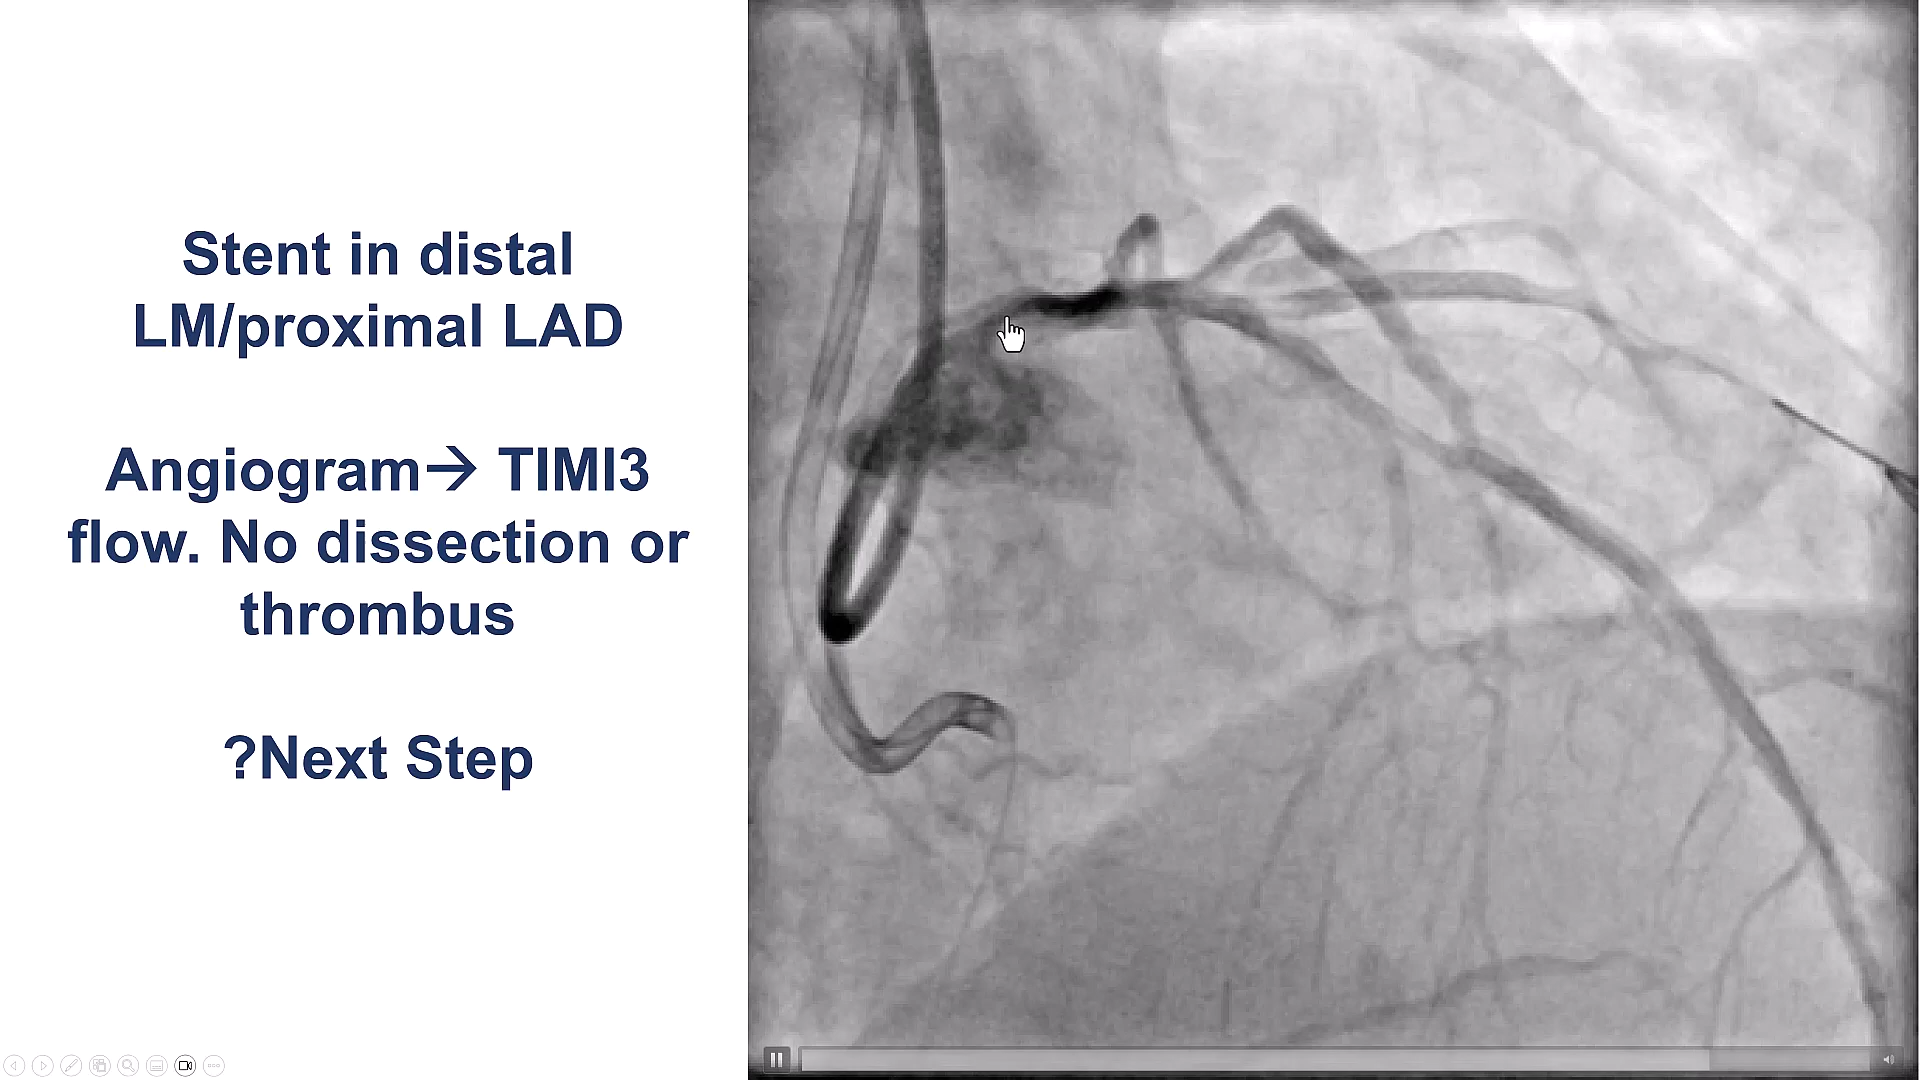 Stent in distal
LM/proximal LAD
Angiogram→ TIMI3
flow. No dissection or
thrombus
?Next Step